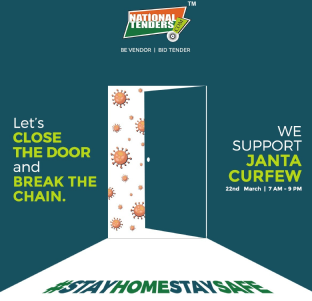 TM
NATIONAL
TENDERS
BE VENDOR | BID TENDER
Let's
CLOSE
THE DOOR
and
BREAK THE
CHAIN.
WE
SUPPORT
JANTA
CURFEW
22nd March | 7 AM - 9 PM
#STAYHOMESTAYSAFE